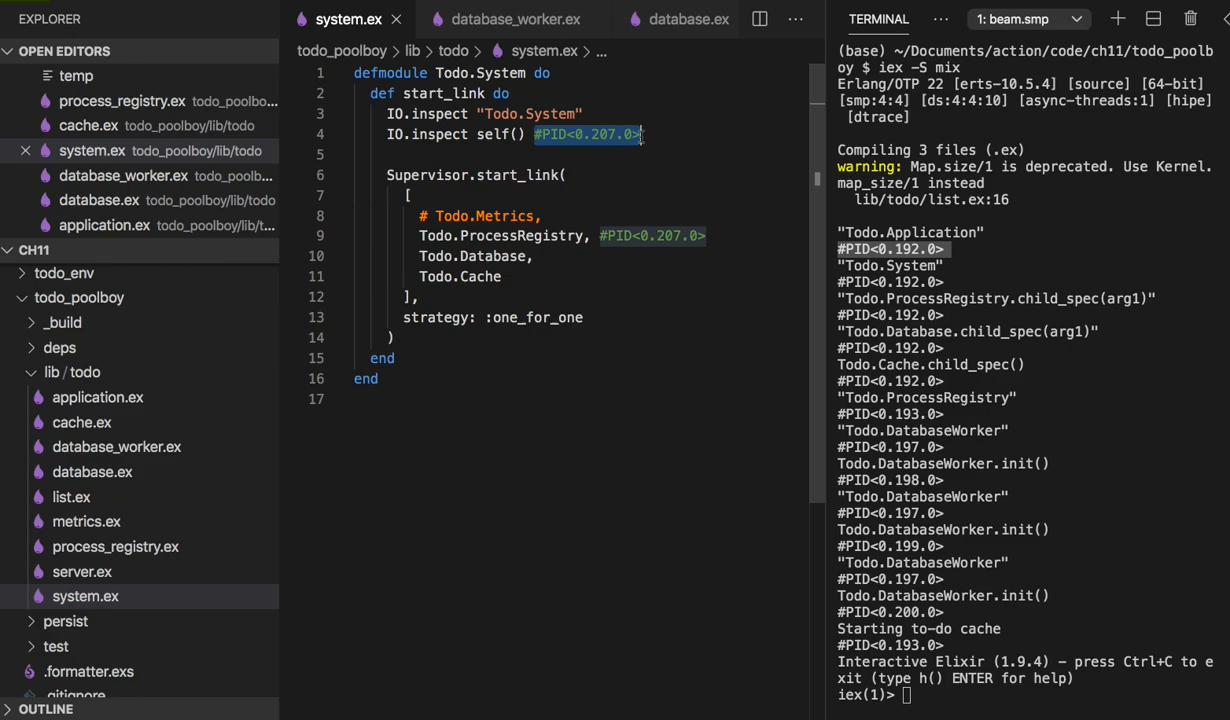 EXPLORER
OPEN EDITORS
temp
process_registry.ex todo_poolbo...
cache.ex todo_poolboy/lib/todo
system.ex todo_poolboy/lib/todo
database_worker.ex todo_poolb...
database.ex todo_poolboy/lib/todo
application.ex todo_poolboy/lib/t...
CH11
todo_env
todo_poolboy
_build
deps
lib / todo
application.ex
cache.ex
database_worker.ex
database.ex
list.ex
metrics.ex
process_registry.ex
server.ex
system.ex
persist
test
.formatter.exs
.gitignore
OUTLINE
system.ex
database_worker.ex
database.ex
todo_poolboy > lib > todo > system.ex > ...
1 defmodule Todo.System do
2 def start_link do
3 IO.inspect "Todo.System"
4 IO.inspect self() #PID<0.207.0>
5
6 Supervisor.start_link(
7 [
8 # Todo.Metrics,
9 Todo.ProcessRegistry, #PID<0.207.0>
10 Todo.Database,
11 Todo.Cache
12 ],
13 strategy: :one_for_one
14 )
15 end
16 end
17
TERMINAL ... 1: beam.smp
(base) ~/Documents/action/code/ch11/todo_poolb
oy $ iex -S mix
Erlang/OTP 22 [erts-10.5.4] [source] [64-bit]
[smp:4:4] [ds:4:4:10] [async-threads:1] [hipe]
[dtrace]
Compiling 3 files (.ex)
warning: Map.size/1 is deprecated. Use Kernel.
map_size/1 instead
lib/todo/list.ex:16
"Todo.Application"
#PID<0.192.0>
"Todo.System"
#PID<0.192.0>
"Todo.ProcessRegistry.child_spec(arg1)"
#PID<0.192.0>
"Todo.Database.child_spec(arg1)"
#PID<0.192.0>
Todo.Cache.child_spec()
#PID<0.192.0>
"Todo.ProcessRegistry"
#PID<0.193.0>
"Todo.DatabaseWorker"
#PID<0.197.0>
Todo.DatabaseWorker.init()
#PID<0.198.0>
"Todo.DatabaseWorker"
#PID<0.197.0>
Todo.DatabaseWorker.init()
#PID<0.199.0>
"Todo.DatabaseWorker"
#PID<0.197.0>
Todo.DatabaseWorker.init()
#PID<0.200.0>
Starting to-do cache
#PID<0.193.0>
Interactive Elixir (1.9.4) - press Ctrl+C to e
xit (type h() ENTER for help)
iex(1)>